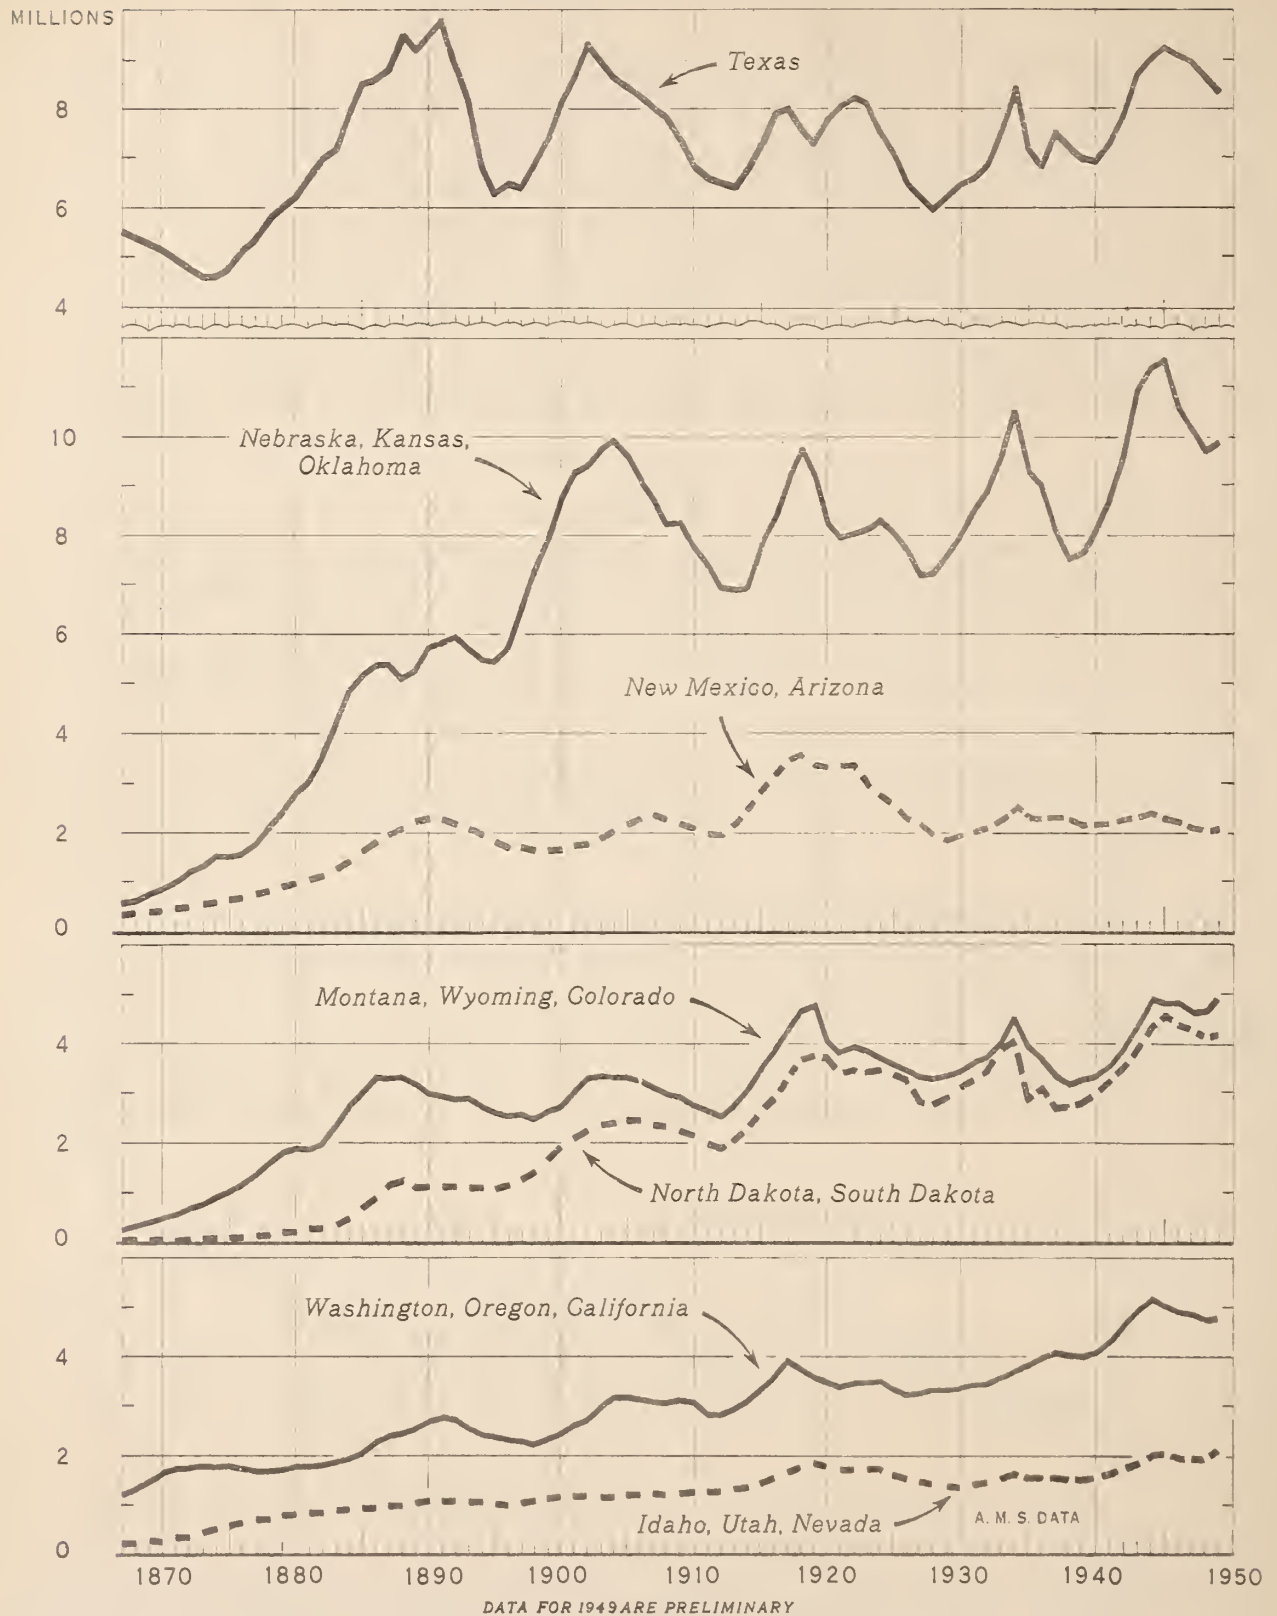 MILLIONS
Texas
8
6
4
10
Nebraska, Kansas,
Oklahoma
8
6
New Mexico, Arizona
4
2
0
Montana, Wyoming, Colorado
4
2
North Dakota, South Dakota
0
Washington, Oregon, California
4
2
Idaho, Utah, Nevada
A. M. S. DATA
0
1870 1880 1890 1900 1910 1920 1930 1940 1950
DATA FOR 1949 ARE PRELIMINARY